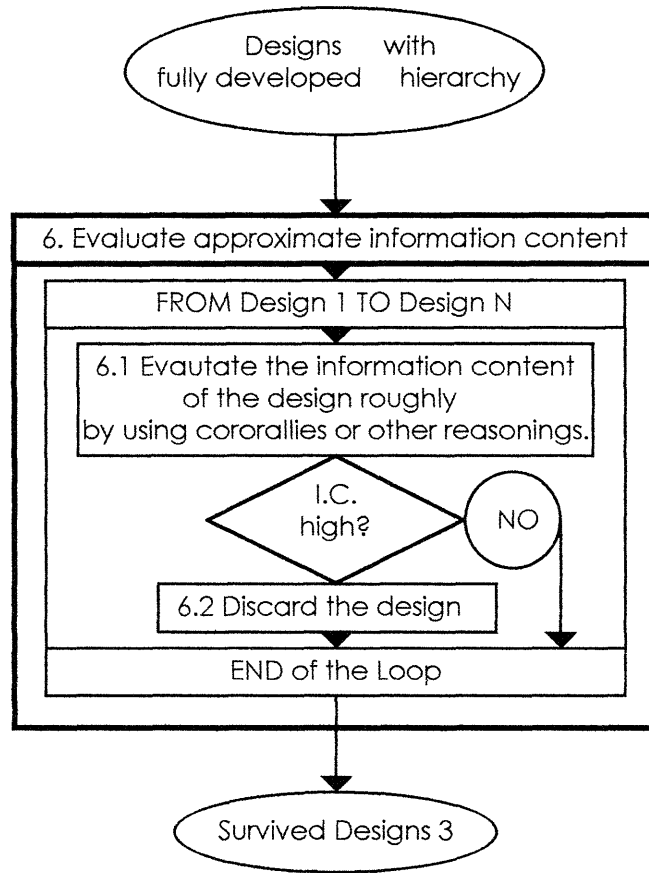 Designs with
fully developed hierarchy
6. Evaluate approximate information content
FROM Design 1 TO Design N
6.1 Evautate the information content
of the design roughly
by using cororallies or other reasonings.
I.C.
high?
NO
6.2 Discard the design
END of the Loop
Survived Designs 3